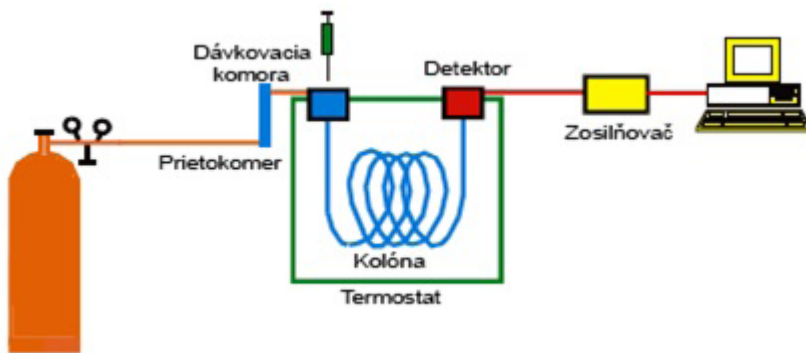 Dávkovacia
komora
Detektor
Zosilňovač
Prietokomer
Kolóna
Termostat